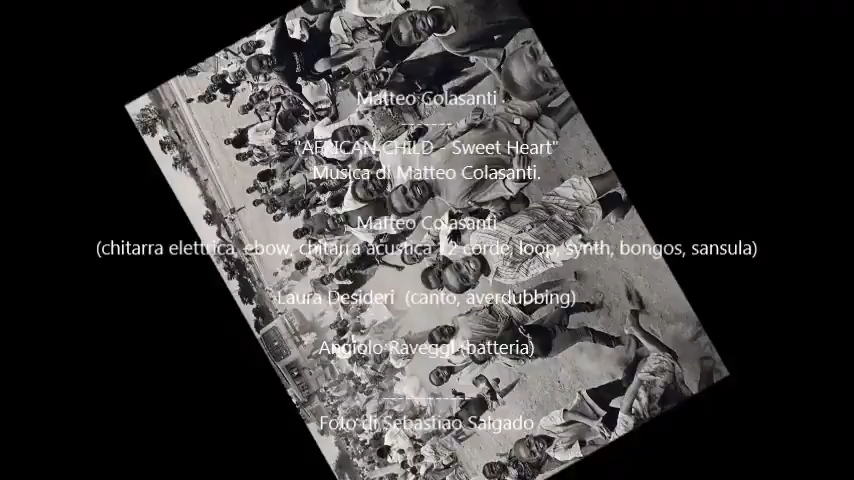 Matteo Colasanti
--------
"AFRICAN CHILD - Sweet Heart"
Musica di Matteo Colasanti.
Matteo Colasanti
(chitarra elettrica, ebow, chitarra acustica 12 corde, loop, synth, bongos, sansula)
Laura Desideri (canto, averdubbing)
Angiolo Raveggi (batteria)
-------------
Foto di Sebastiao Salgado